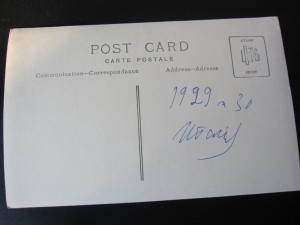 POST CARD
CARTE POSTALE
Communication–Correspondance
Address–Adresse
1929 л 30